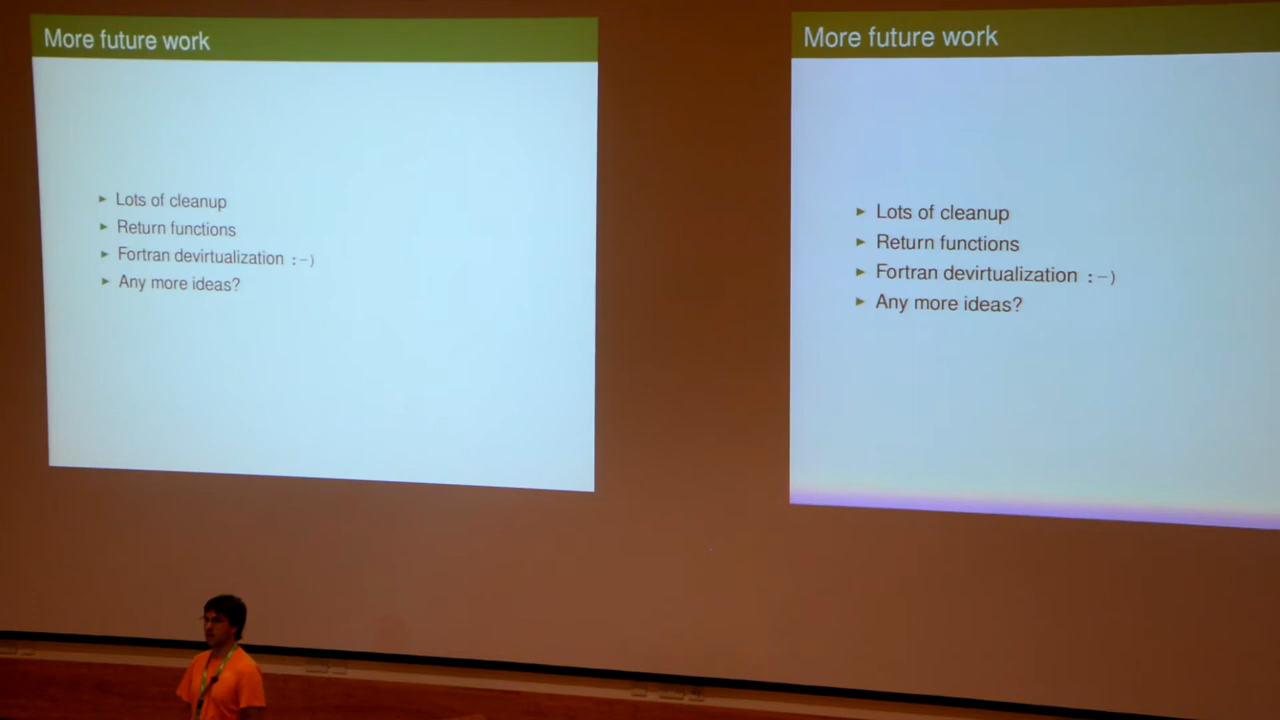 More future work
Lots of cleanup
Return functions
Fortran devirtualization :-)
Any more ideas?
More future work
Lots of cleanup
Return functions
Fortran devirtualization :-)
Any more ideas?